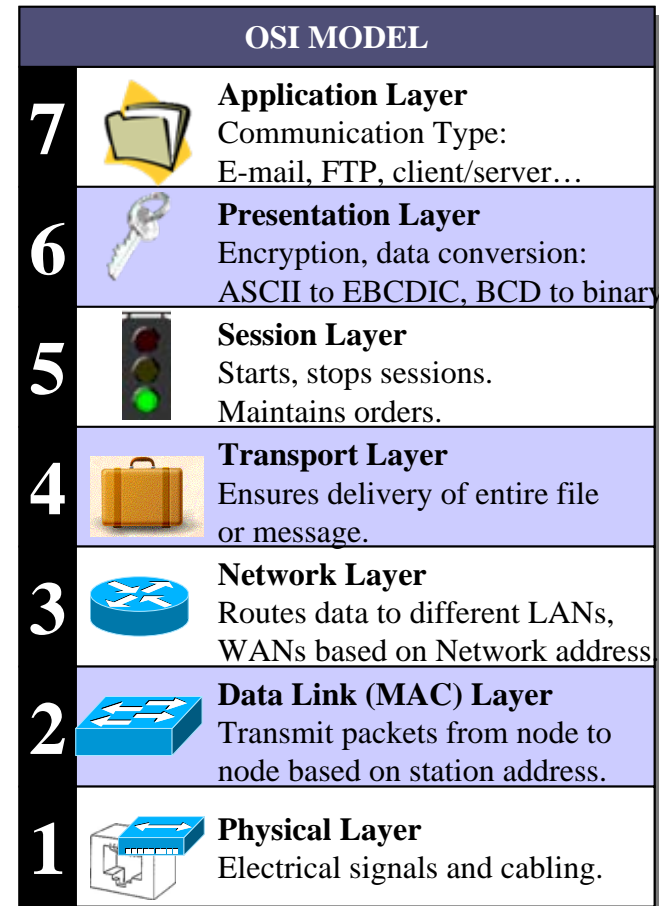 OSI MODEL
7
Application Layer
Communication Type:
E-mail, FTP, client/server…
6
Presentation Layer
Encryption, data conversion:
ASCII to EBCDIC, BCD to binary
5
Session Layer
Starts, stops sessions.
Maintains orders.
4
Transport Layer
Ensures delivery of entire file
or message.
3
Network Layer
Routes data to different LANs,
WANs based on Network address.
2
Data Link (MAC) Layer
Transmit packets from node to
node based on station address.
1
Physical Layer
Electrical signals and cabling.